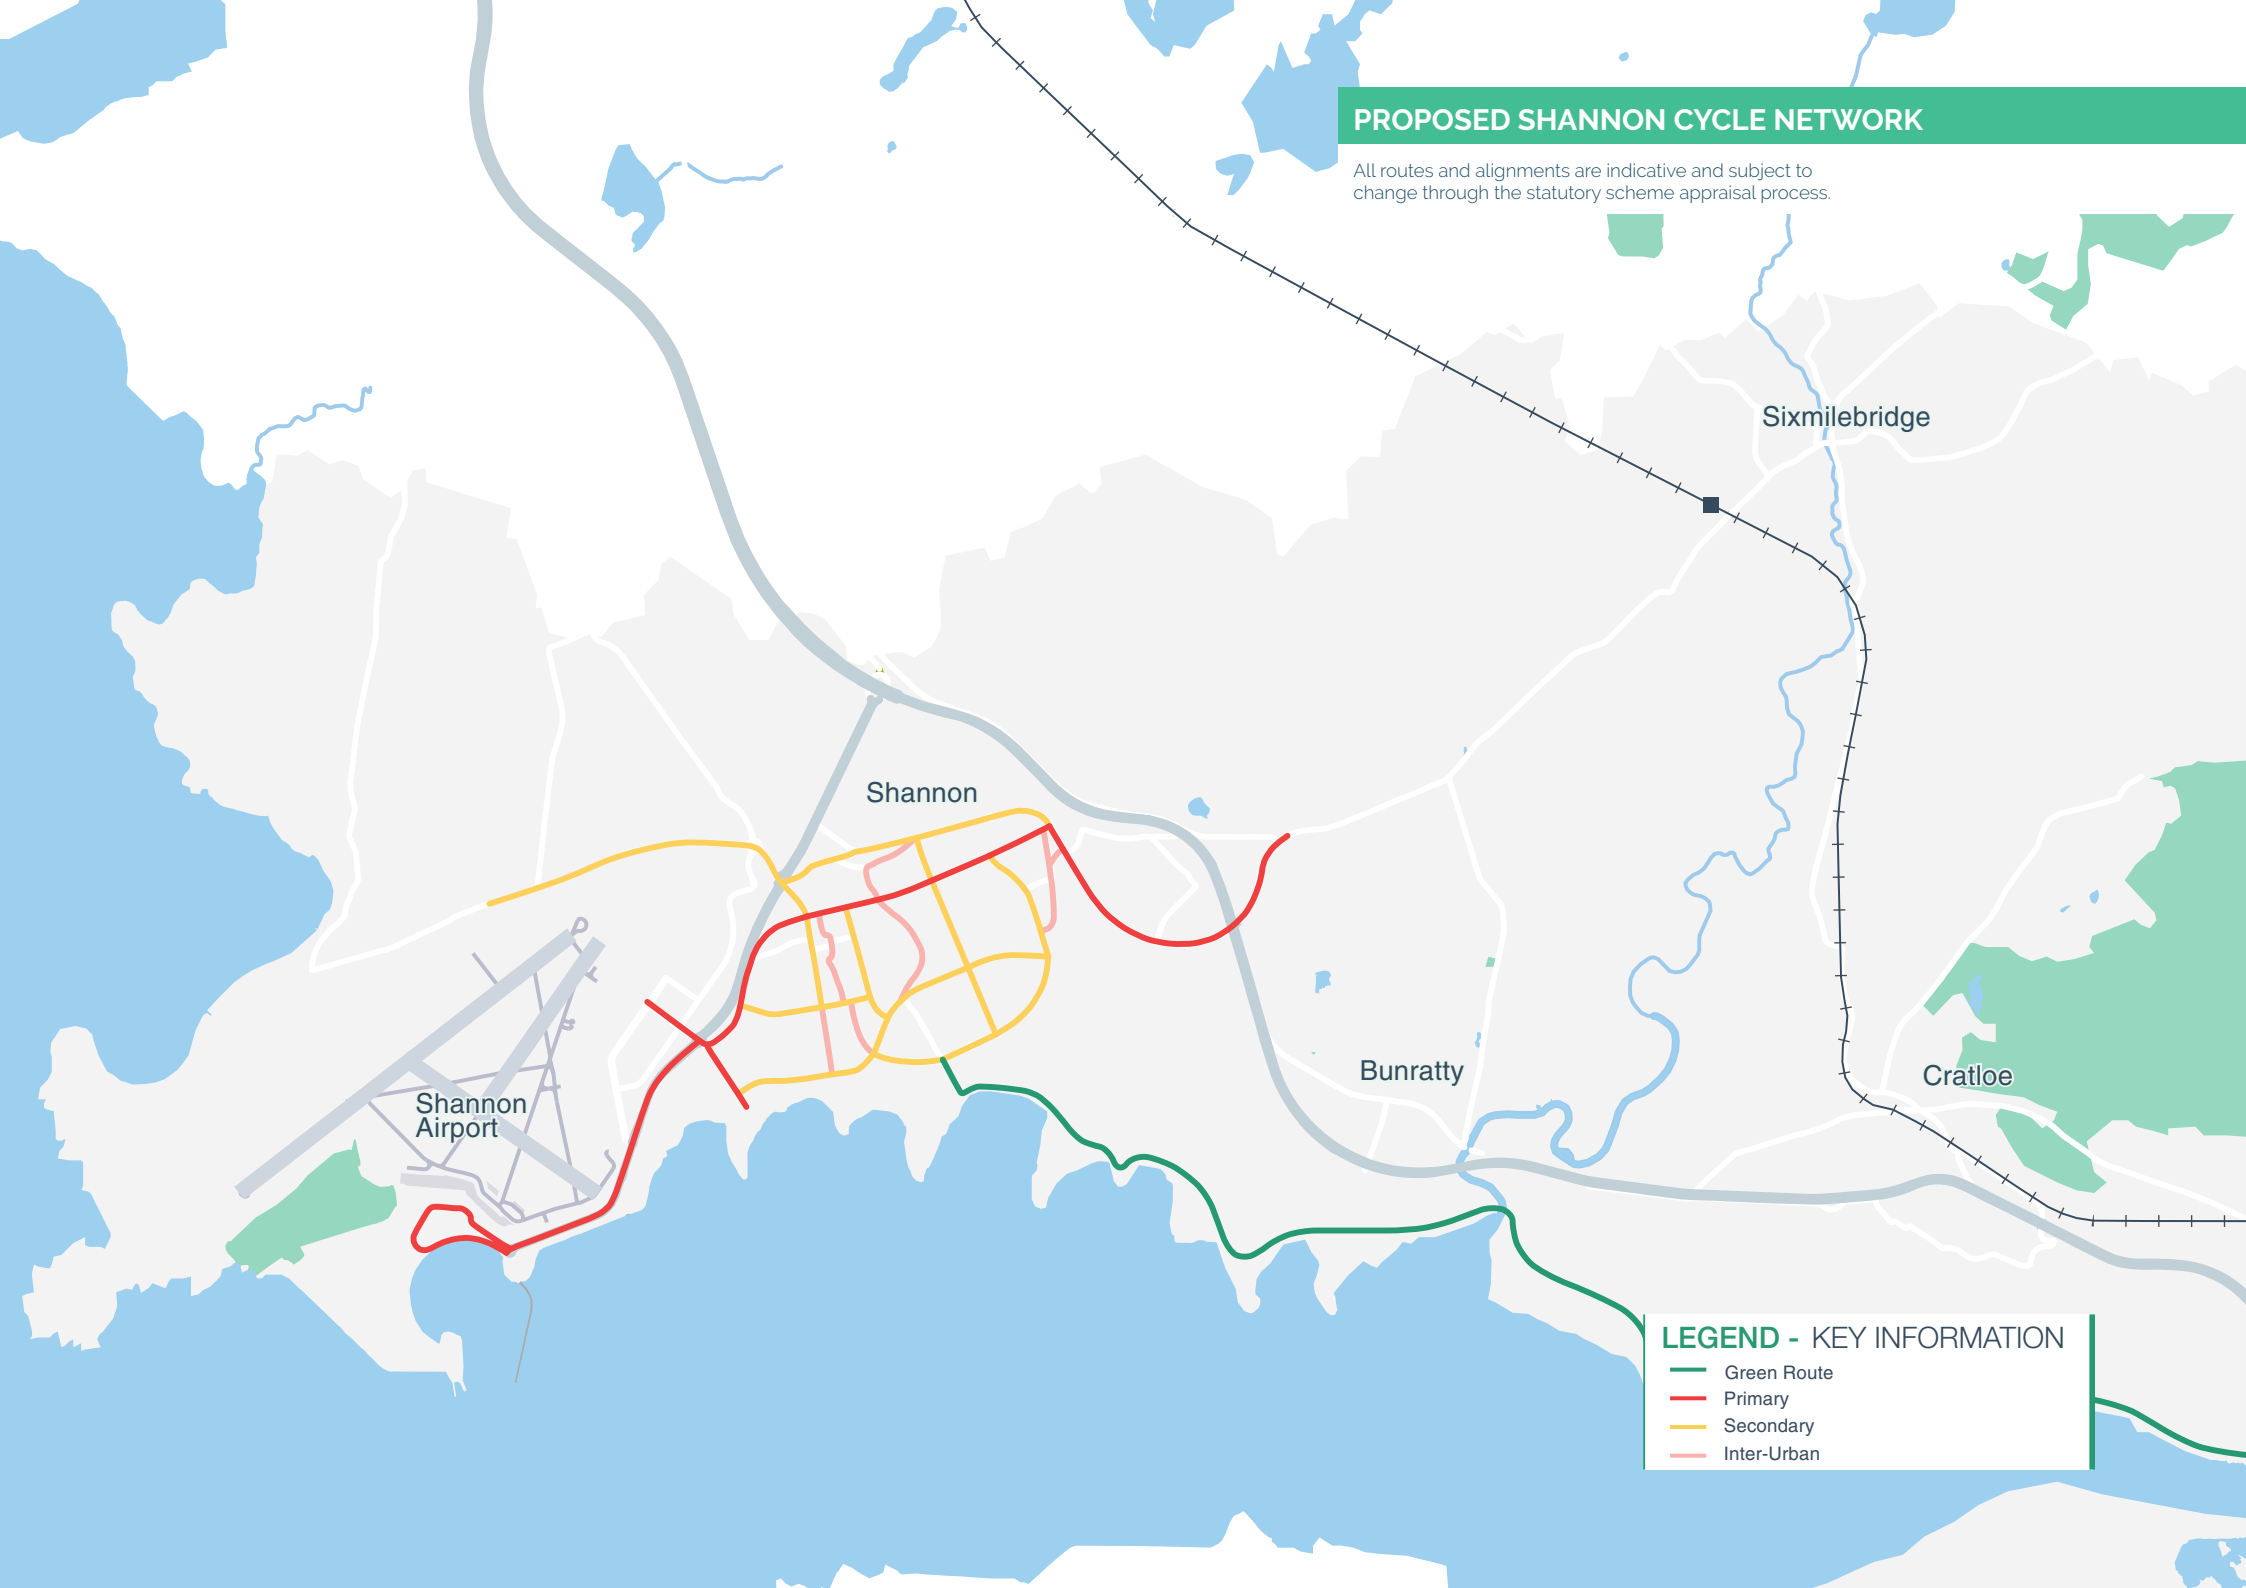 PROPOSED SHANNON CYCLE NETWORK
All routes and alignments are indicative and subject to
change through the statutory scheme appraisal process.
Sixmilebridge
Shannon
Bunratty
Cratloe
Shannon
Airport
LEGEND - KEY INFORMATION
Green Route
Primary
Secondary
Inter-Urban